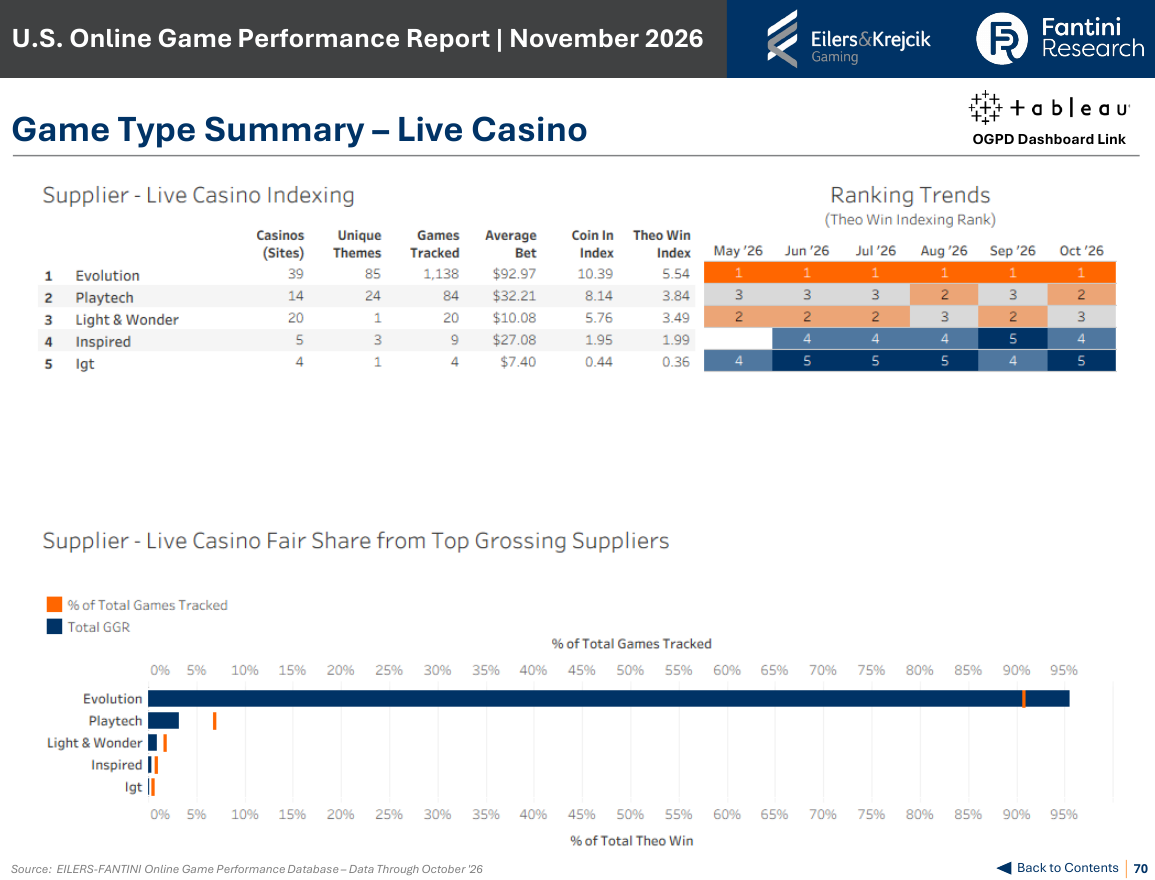 U.S. Online Game Performance Report | November 2026
Eilers&Krejcik
Gaming
Fantini
Research
Game Type Summary – Live Casino
+ a b l e a u
OGPD Dashboard Link
Supplier - Live Casino Indexing
Ranking Trends
(Theo Win Indexing Rank)
Casinos (Sites) Unique Themes Games Tracked Average Bet Coin In Index Theo Win Index May '26 Jun '26 Jul '26 Aug '26 Sep '26 Oct '26
1 Evolution 39 85 1,138 $92.97 10.39 5.54 1 1 1 1 1 1
2 Playtech 14 24 84 $32.21 8.14 3.84 3 3 3 2 3 2
3 Light & Wonder 20 1 20 $10.08 5.76 3.49 2 2 2 3 2 3
4 Inspired 5 3 9 $27.08 1.95 1.99 4 4 4 5 4
5 Igt 4 1 4 $7.40 0.44 0.36 4 5 5 5 4 5
Supplier - Live Casino Fair Share from Top Grossing Suppliers
% of Total Games Tracked
Total GGR
% of Total Games Tracked
0% 5% 10% 15% 20% 25% 30% 35% 40% 45% 50% 55% 60% 65% 70% 75% 80% 85% 90% 95%
Evolution
Playtech
Light & Wonder
Inspired
Igt
0% 5% 10% 15% 20% 25% 30% 35% 40% 45% 50% 55% 60% 65% 70% 75% 80% 85% 90% 95%
% of Total Theo Win
Source: EILERS-FANTINI Online Game Performance Database – Data Through October '26
Back to Contents | 70